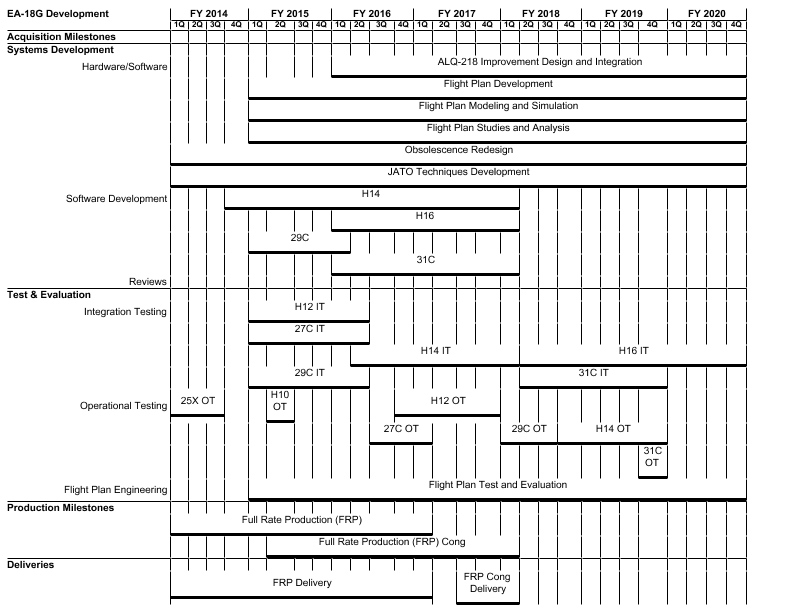 EA-18G Development FY 2014 FY 2015 FY 2016 FY 2017 FY 2018 FY 2019 FY 2020
1Q 2Q 3Q 4Q 1Q 2Q 3Q 4Q 1Q 2Q 3Q 4Q 1Q 2Q 3Q 4Q 1Q 2Q 3Q 4Q 1Q 2Q 3Q 4Q 1Q 2Q 3Q 4Q
Acquisition Milestones
Systems Development
Hardware/Software
ALQ-218 Improvement Design and Integration
Flight Plan Development
Flight Plan Modeling and Simulation
Flight Plan Studies and Analysis
Obsolescence Redesign
JATO Techniques Development
Software Development
H14
H16
29C
31C
Reviews
Test & Evaluation
Integration Testing
H12 IT
27C IT
H14 IT H16 IT
29C IT 31C IT
Operational Testing
25X OT
H10
OT
H12 OT
27C OT 29C OT H14 OT
31C
OT
Flight Plan Engineering
Flight Plan Test and Evaluation
Production Milestones
Full Rate Production (FRP)
Full Rate Production (FRP) Cong
Deliveries
FRP Delivery
FRP Cong
Delivery